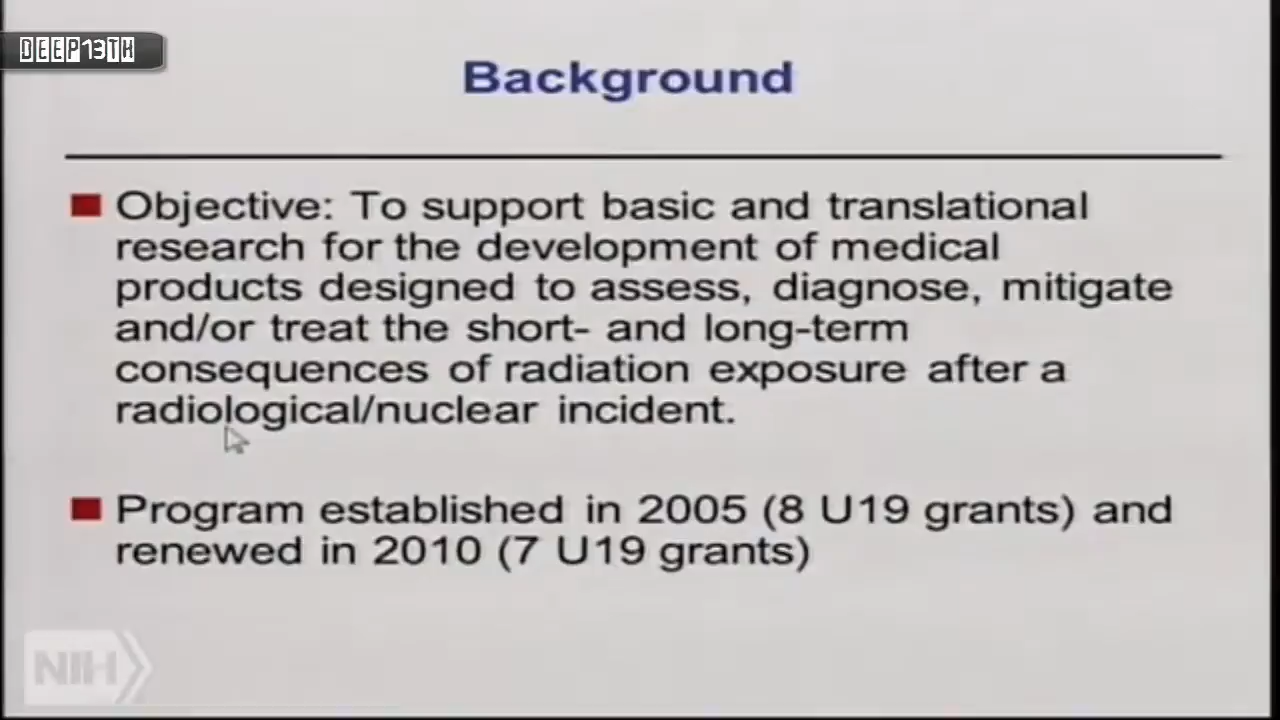 DEEP13TH
Background
Objective: To support basic and translational
research for the development of medical
products designed to assess, diagnose, mitigate
and/or treat the short- and long-term
consequences of radiation exposure after a
radiological/nuclear incident.
Program established in 2005 (8 U19 grants) and
renewed in 2010 (7 U19 grants)
NIH